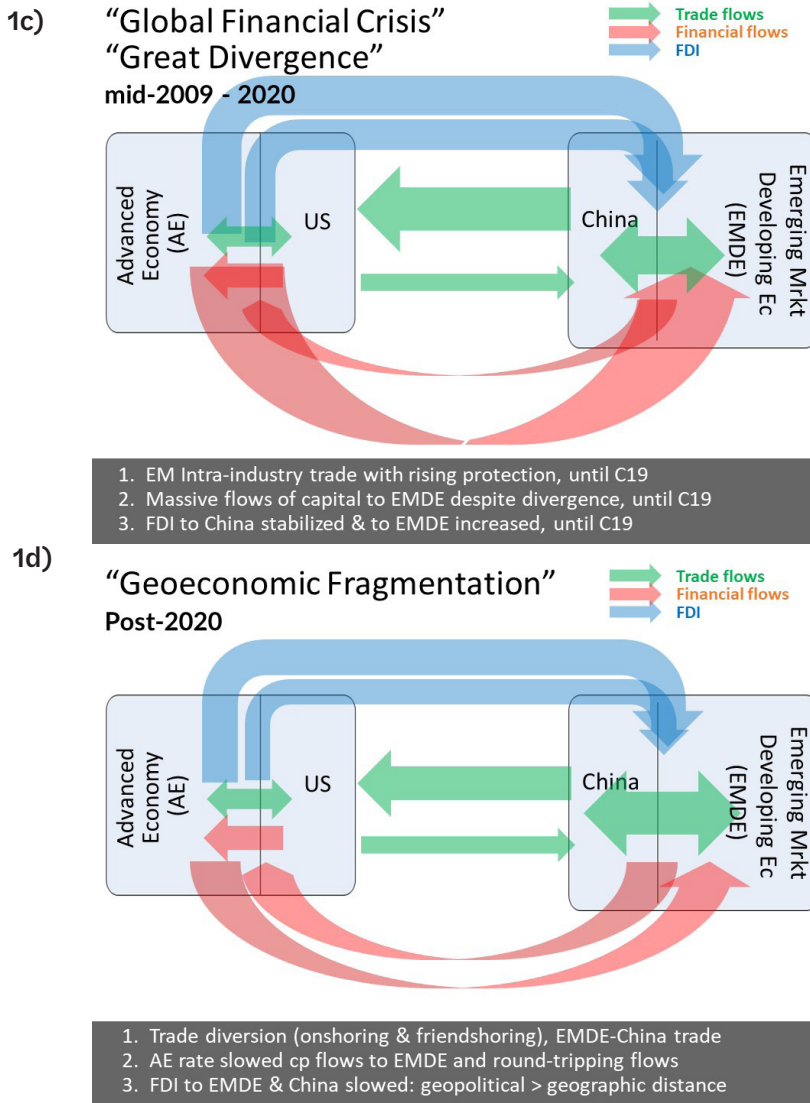 1c)
“Global Financial Crisis”
“Great Divergence”
mid-2009 - 2020
Trade flows
Financial flows
FDI
Advanced
Economy
(AE)
US
China
Emerging Mrkt
Developing Ec
(EMDE)
1. EM Intra-industry trade with rising protection, until C19
2. Massive flows of capital to EMDE despite divergence, until C19
3. FDI to China stabilized & to EMDE increased, until C19
1d)
“Geoeconomic Fragmentation”
Post-2020
Trade flows
Financial flows
FDI
Advanced
Economy
(AE)
US
China
Emerging Mrkt
Developing Ec
(EMDE)
1. Trade diversion (onshoring & friendshoring), EMDE-China trade
2. AE rate slowed cp flows to EMDE and round-tripping flows
3. FDI to EMDE & China slowed: geopolitical > geographic distance